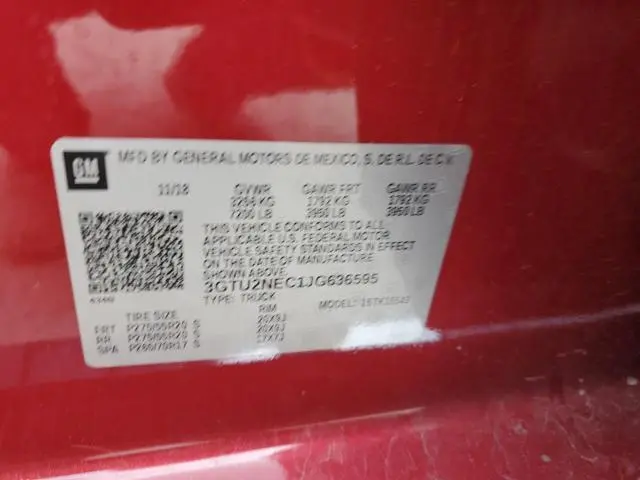 GM
MFD BY GENERAL MOTORS DE MEXICO, S. DE R.L. DE C.V.
11/18 GVWR GAWR FRT GAWR RR
1792 KG 1792 KG
7200 LB 3950 LB 3950 LB
THIS VEHICLE CONFORMS TO ALL
APPLICABLE U.S. FEDERAL MOTOR
VEHICLE SAFETY STANDARDS IN EFFECT
ON THE DATE OF MANUFACTURE
SHOWN ABOVE.
3GTU2NEC1JG636595
TYPE: TRUCK MODEL:
TIRE SIZE RIM
FRT P275/55R20 S 20X9J
RR P275/55R20 S 20X9J
SPA P265/70R17 S 17X7J